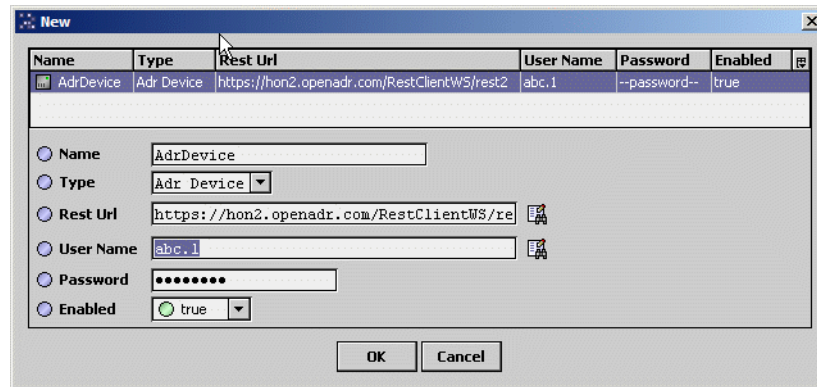 New
Name Type Rest Url User Name Password Enabled
AdrDevice Adr Device https://hon2.openadr.com/RestClientWS/rest2 abc.1 --password-- true
Name AdrDevice
Type Adr Device
Rest Url https://hon2.openadr.com/RestClientWS/re
User Name abc.1
Password ●●●●●●●●
Enabled true
OK Cancel